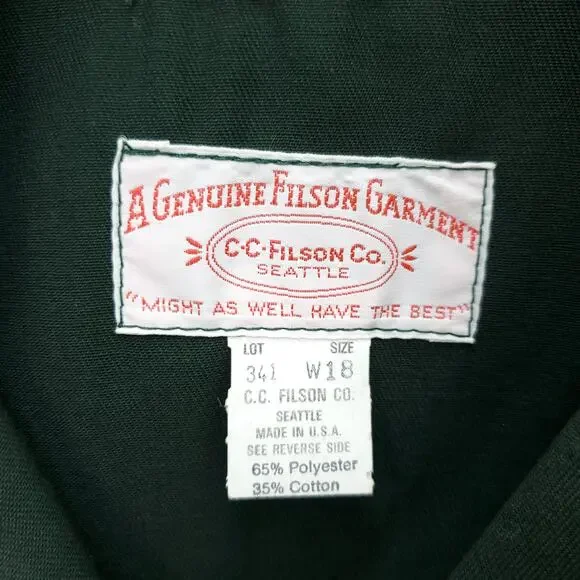 A GENUINE FILSON GARMENT
C·C·FILSON CO.
SEATTLE
"MIGHT AS WELL HAVE THE BEST"
LOT SIZE
341 W18
C.C. FILSON CO.
SEATTLE
MADE IN U.S.A.
SEE REVERSE SIDE
65% Polyester
35% Cotton